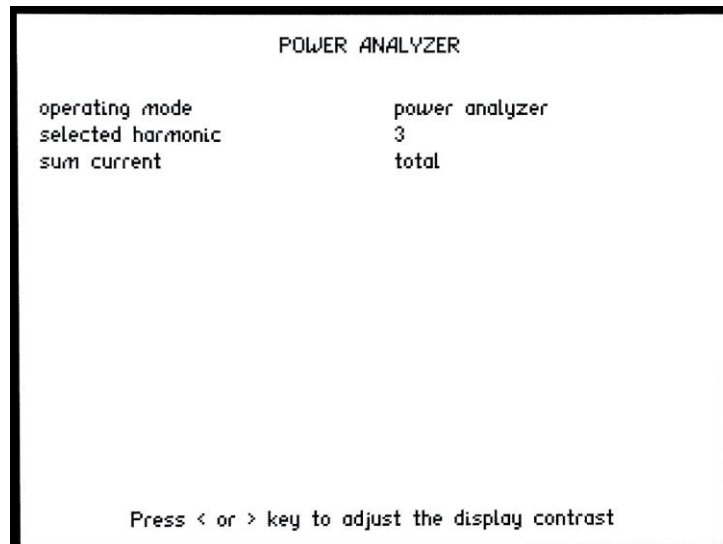 POWER ANALYZER
operating mode power analyzer
selected harmonic 3
sum current total
Press < or > key to adjust the display contrast